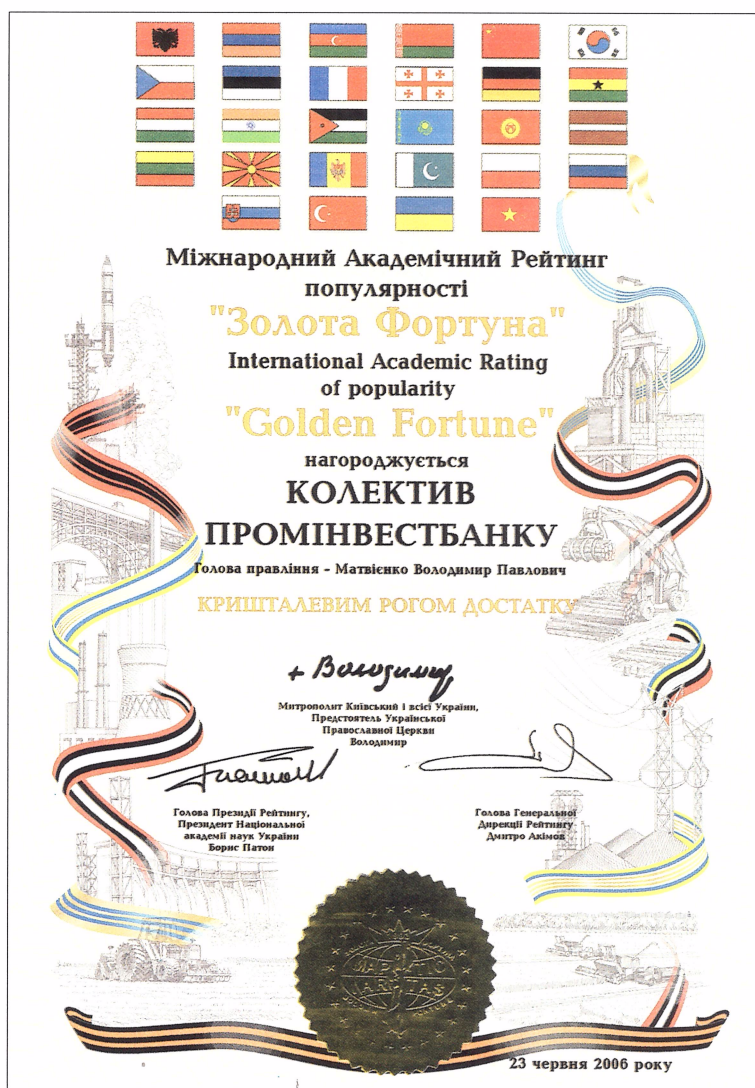 Міжнародний Академічний Рейтинг
популярності
"Золота Фортуна"
International Academic Rating
of popularity
"Golden Fortune"
нагороджується
КОЛЕКТИВ
ПРОМІНВЕСТБАНКУ
Голова правління - Матвієнко Володимир Павлович
КРИШТАЛЕВИМ РОГОМ ДОСТАТКУ
+ Володимир
Митрополит Київський і всієї України,
Предстоятель Української
Православної Церкви
Володимир
Голова Президії Рейтингу,
Президент Національної
академії наук України
Борис Патон
Голова Генеральної
Дирекції Рейтингу
Дмитро Акімов
23 червня 2006 року